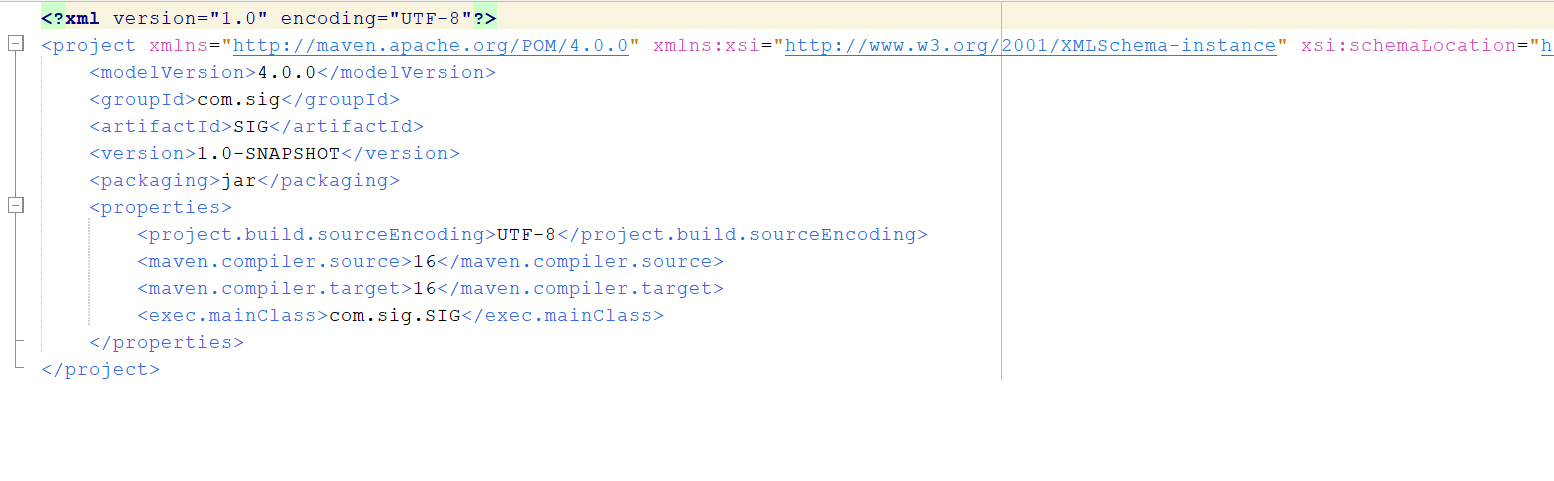 <?xml version="1.0" encoding="UTF-8"?>
<project xmlns="http://maven.apache.org/POM/4.0.0" xmlns:xsi="http://www.w3.org/2001/XMLSchema-instance" xsi:schemaLocation="h
    <modelVersion>4.0.0</modelVersion>
    <groupId>com.sig</groupId>
    <artifactId>SIG</artifactId>
    <version>1.0-SNAPSHOT</version>
    <packaging>jar</packaging>
    <properties>
        <project.build.sourceEncoding>UTF-8</project.build.sourceEncoding>
        <maven.compiler.source>16</maven.compiler.source>
        <maven.compiler.target>16</maven.compiler.target>
        <exec.mainClass>com.sig.SIG</exec.mainClass>
    </properties>
</project>